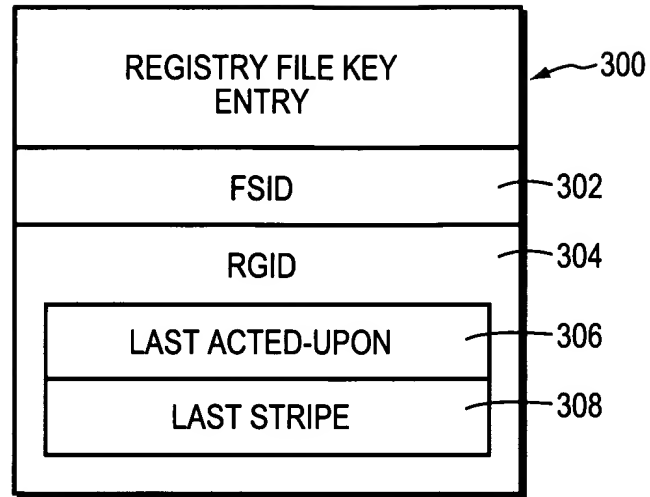 REGISTRY FILE KEY
ENTRY
300
FSID
302
RGID
304
LAST ACTED-UPON
306
LAST STRIPE
308